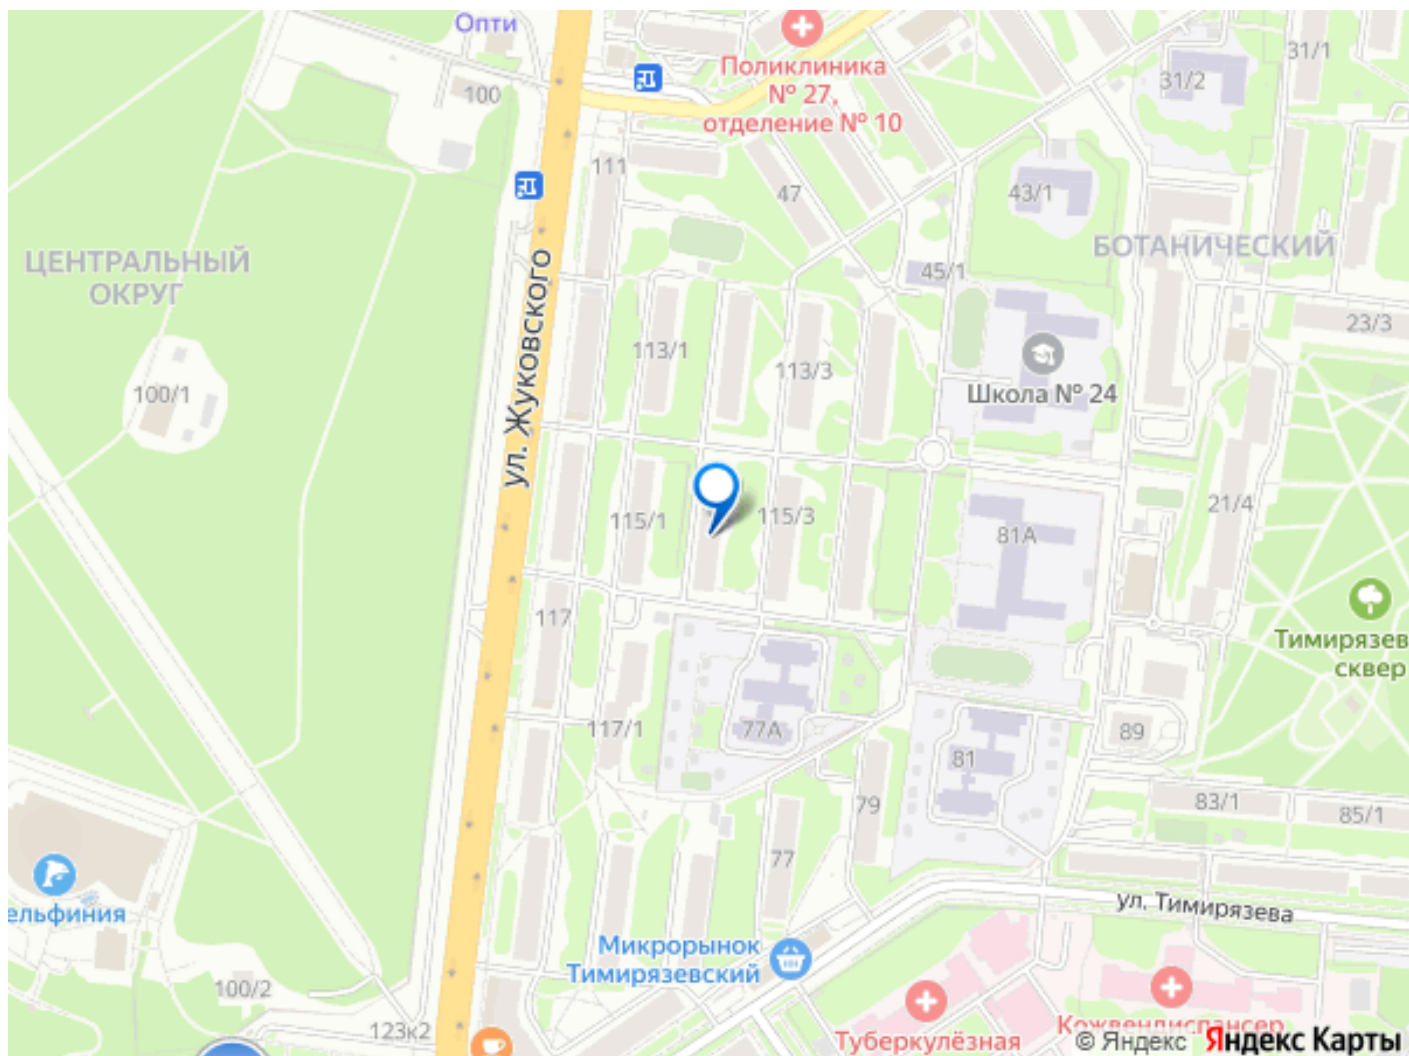 Опти
Поликлиника
№ 27,
отделение № 10
100
111
47
31/1
31/2
43/1
45/1
ЦЕНТРАЛЬНЫЙ
ОКРУГ
БОТАНИЧЕСКИЙ
ул. Жуковского
23/3
113/1
113/3
100/1
Школа № 24
115/1
115/3
81А
21/4
117
Тимирязев
сквер
117/1
77А
81
89
79
83/1
85/1
77
ельфиния
ул. Тимирязева
Микрорынок
Тимирязевский
100/2
123к2
Туберкулёзная
Кожвендиспансер
© Яндекс Яндекс Карты